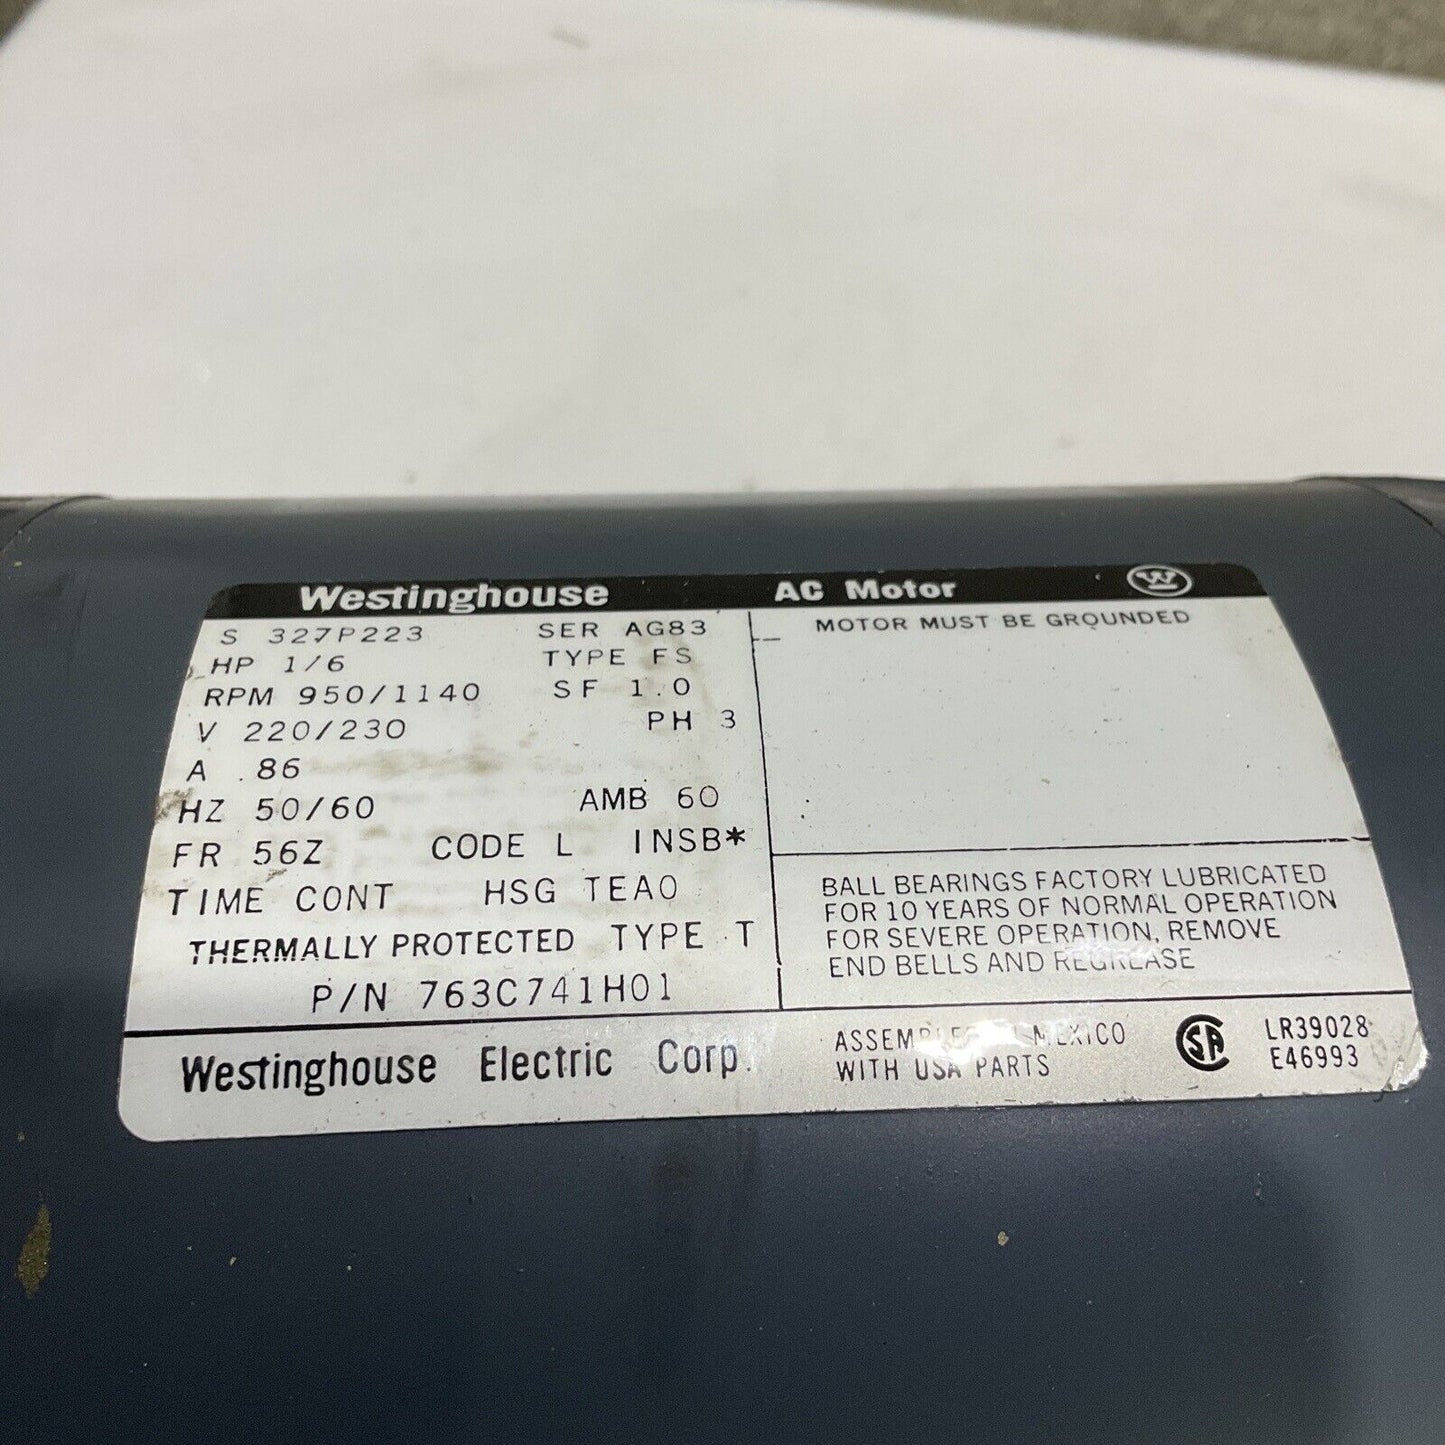 Westinghouse AC Motor W
S 327P223 SER AG83
HP 1/6 TYPE FS
RPM 950/1140 SF 1.0
V 220/230 PH 3
A .86
HZ 50/60 AMB 60
FR 56Z CODE L INSB*
TIME CONT HSG TEAO
THERMALLY PROTECTED TYPE T
P/N 763C741H01
MOTOR MUST BE GROUNDED
BALL BEARINGS FACTORY LUBRICATED
FOR 10 YEARS OF NORMAL OPERATION
FOR SEVERE OPERATION, REMOVE
END BELLS AND REGREASE
Westinghouse Electric Corp.
ASSEMBLED MEXICO
WITH USA PARTS
SA
LR39028
E46993